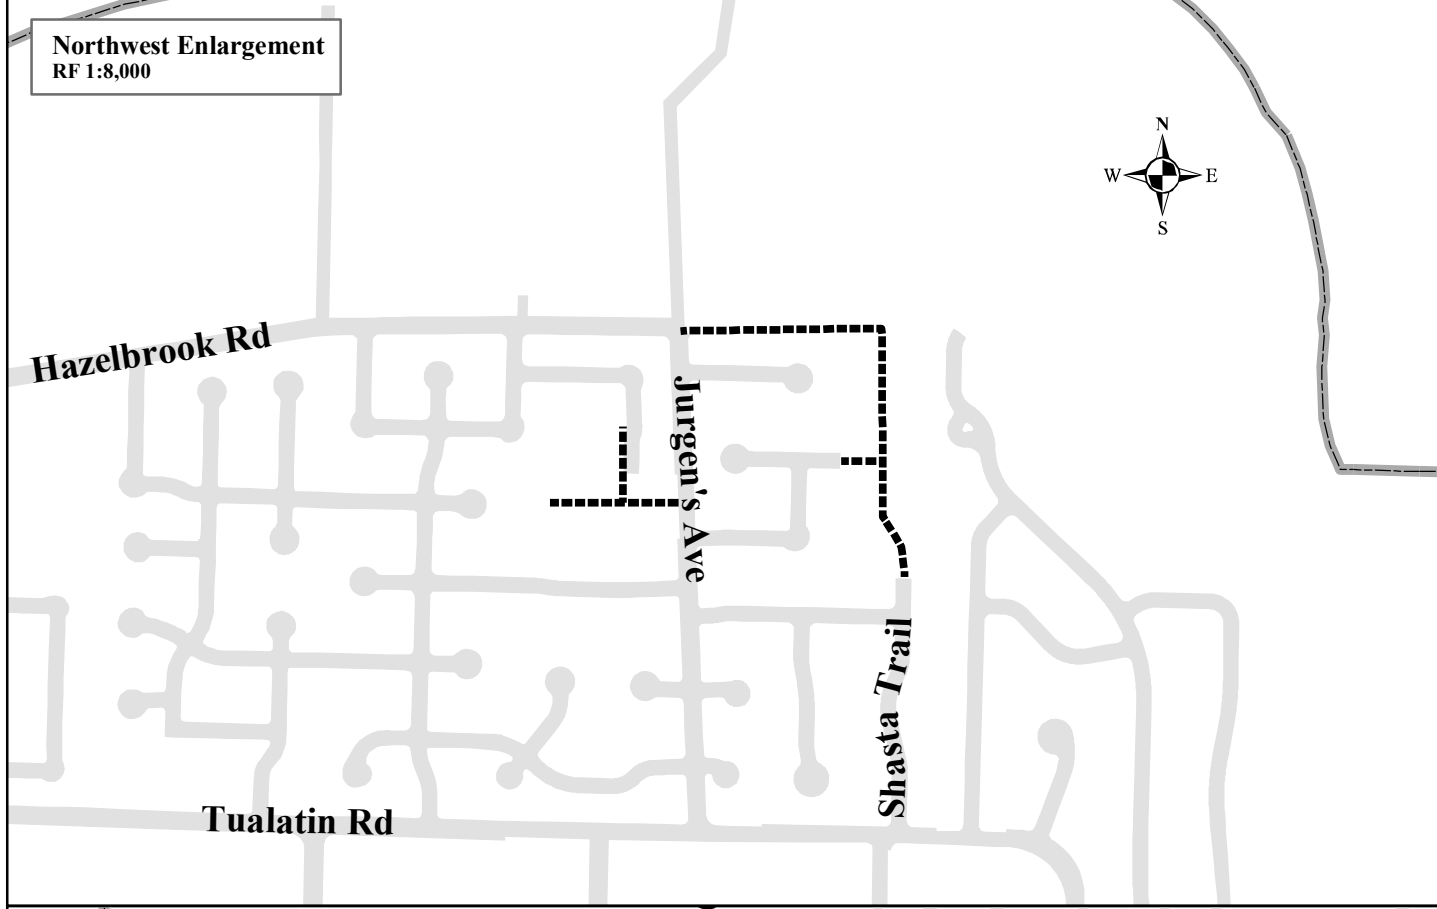 Northwest Enlargement
RF 1:8,000
N
W
E
S
Hazelbrook Rd
Jurgen's Ave
Shasta Trail
Tualatin Rd